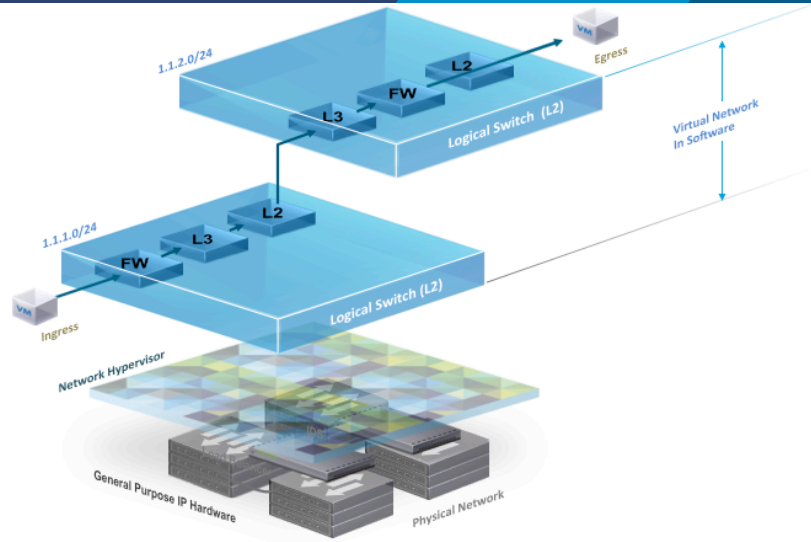 VM
Egress
1.1.2.0/24
L2
FW
L3
Logical Switch (L2)
Virtual Network
In Software
1.1.1.0/24
L2
L3
FW
Logical Switch (L2)
VM
Ingress
Network Hypervisor
General Purpose IP Hardware
Physical Network